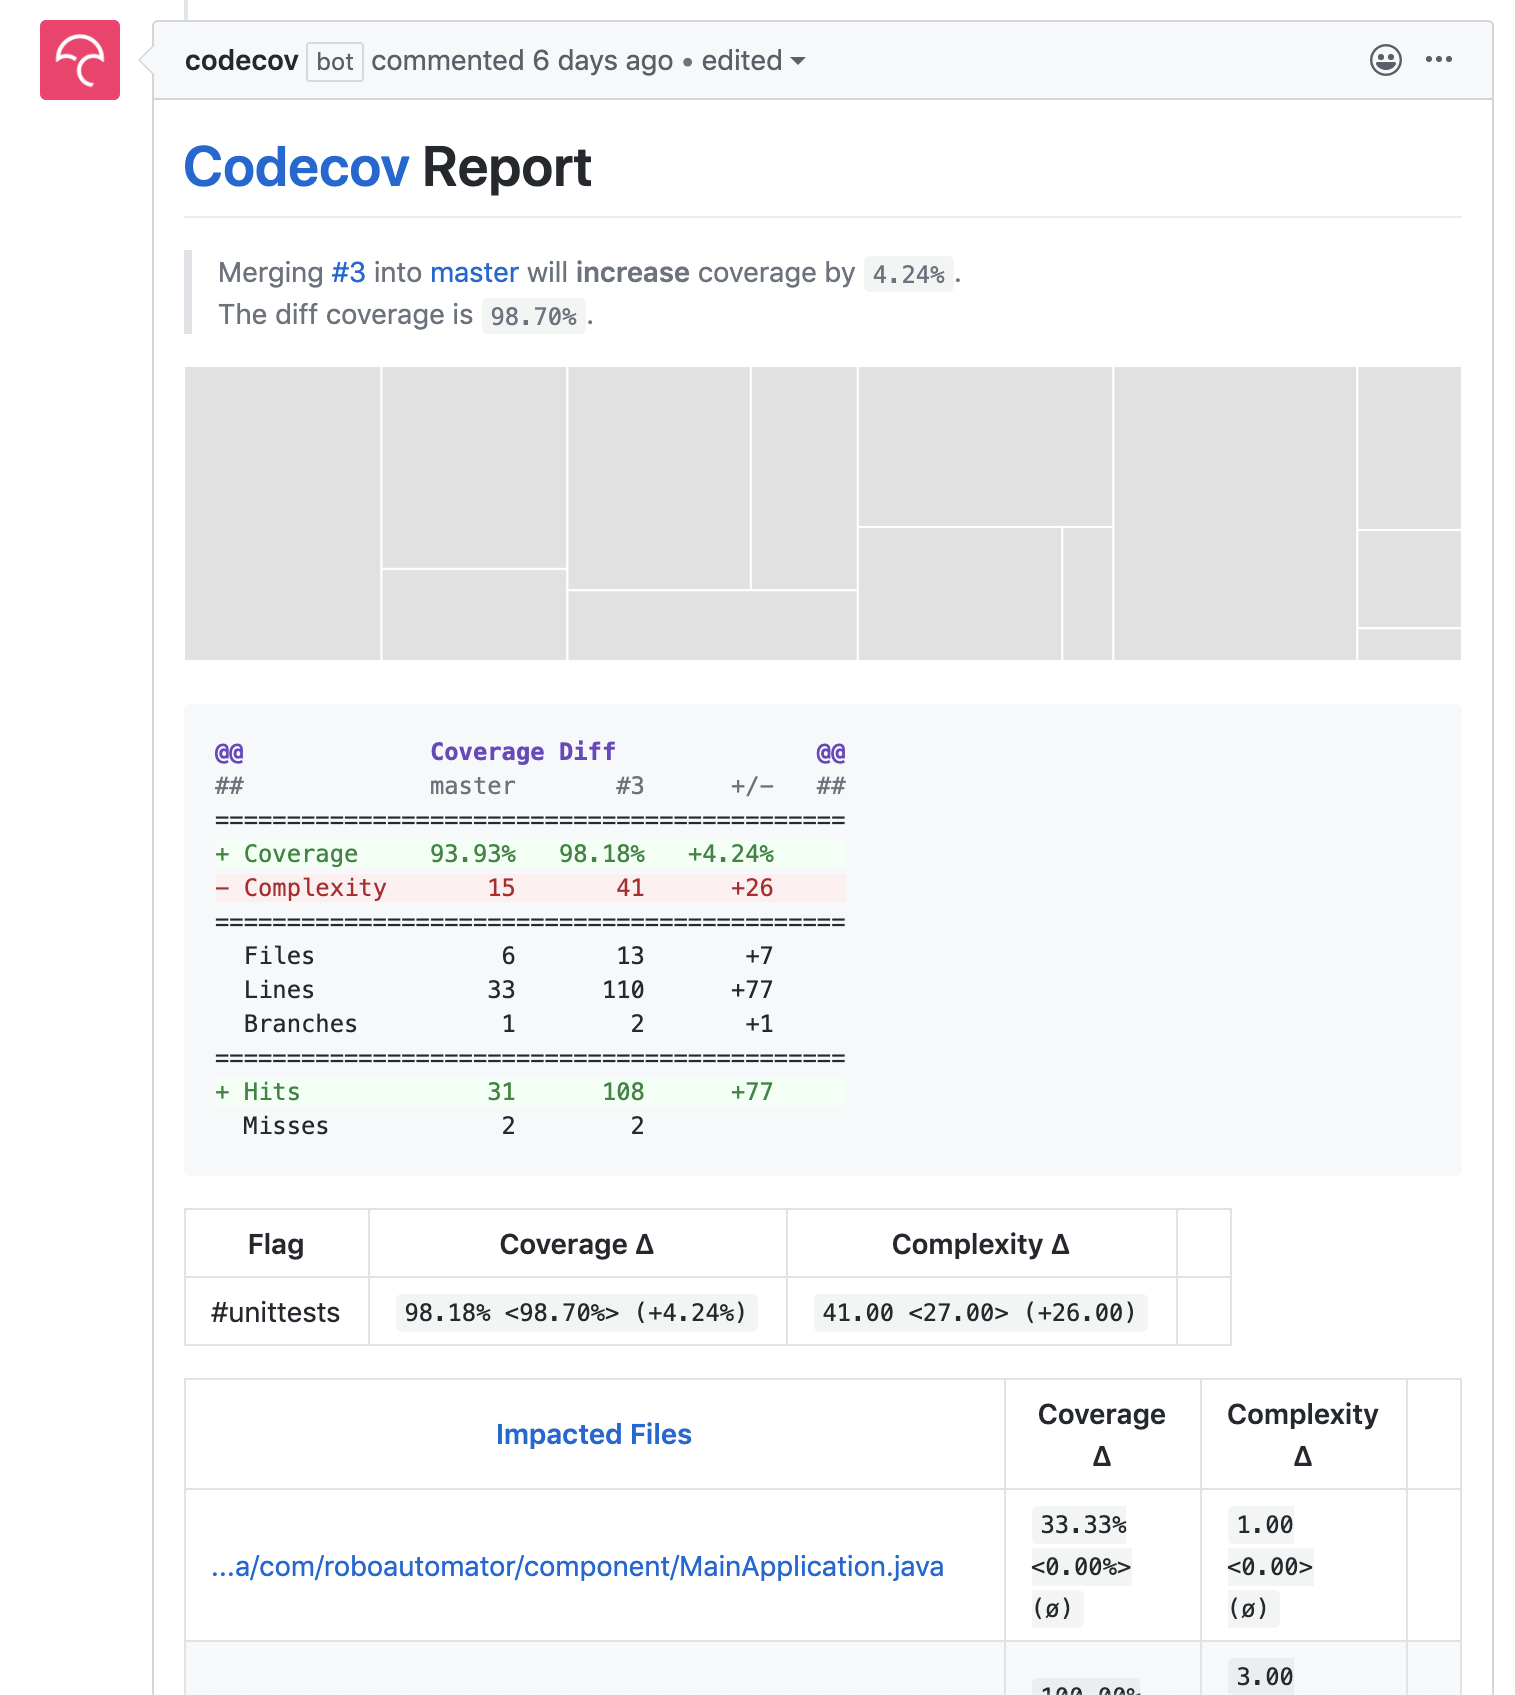 codecov bot commented 6 days ago • edited
Codecov Report
Merging #3 into master will increase coverage by 4.24%.
The diff coverage is 98.70%.
@@ Coverage Diff @@
## master #3 +/- ##
============================================
+ Coverage 93.93% 98.18% +4.24%
- Complexity 15 41 +26
============================================
Files 6 13 +7
Lines 33 110 +77
Branches 1 2 +1
============================================
+ Hits 31 108 +77
Misses 2 2
Flag Coverage Δ Complexity Δ
#unittests 98.18% <98.70%> (+4.24%) 41.00 <27.00> (+26.00)
Impacted Files Coverage Δ Complexity Δ
...a/com/roboautomator/component/MainApplication.java 33.33% <0.00%> (ø) 1.00 <0.00> (ø)
3.00